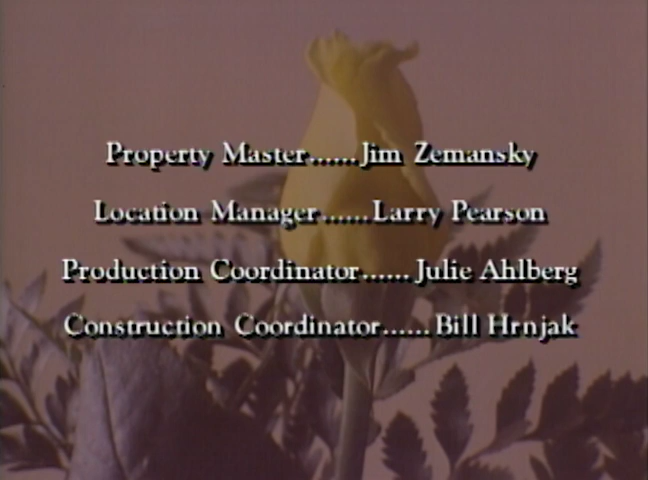 Property Master......Jim Zemansky
Location Manager......Larry Pearson
Production Coordinator......Julie Ahlberg
Construction Coordinator......Bill Hrnjak